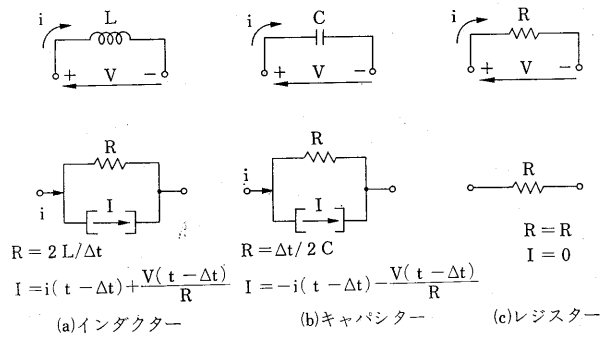 i L
+ V −
i C
+ V −
i R
+ V −
R
i
I
R = 2 L/Δt
I = i( t − Δt) + V( t − Δt) / R
(a)インダクター
R
i
I
R = Δt/ 2 C
I = −i( t − Δt) − V( t − Δt) / R
(b)キャパシター
R
R = R
I = 0
(c)レジスター